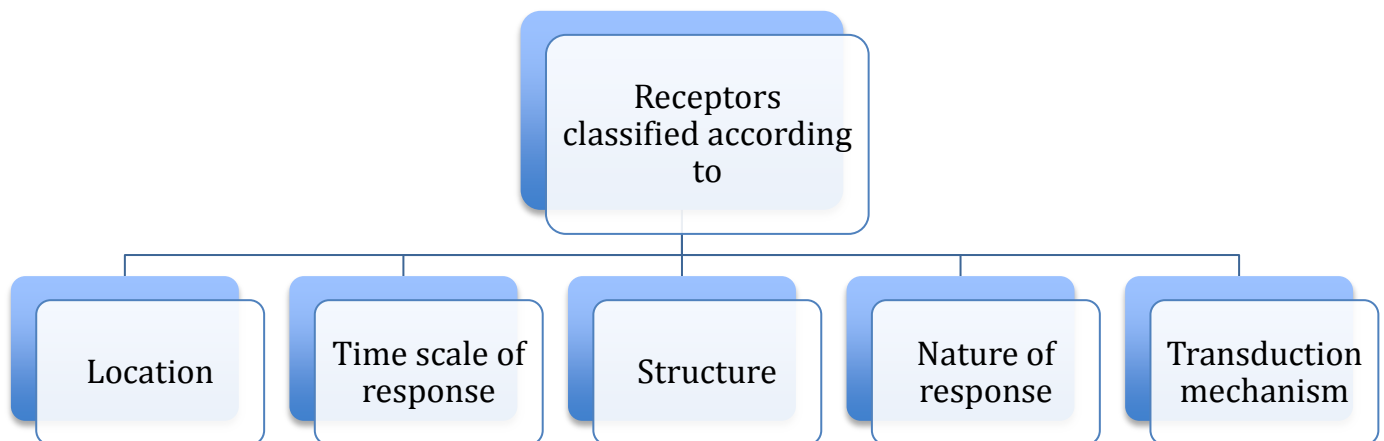 Receptors
classified according
to
Location
Time scale of
response
Structure
Nature of
response
Transduction
mechanism